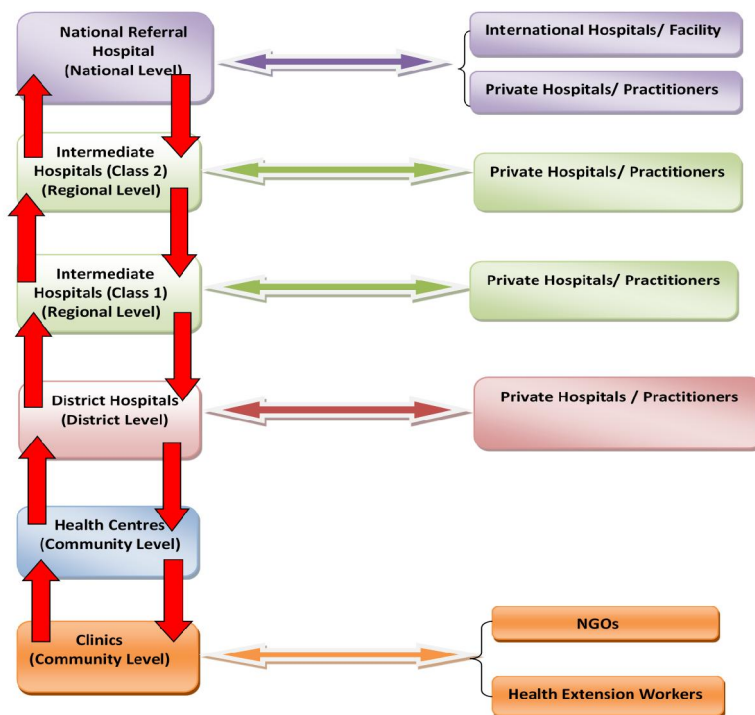 National Referral
Hospital
(National Level)
International Hospitals/ Facility
Private Hospitals/ Practitioners
Intermediate
Hospitals (Class 2)
(Regional Level)
Private Hospitals/ Practitioners
Intermediate
Hospitals (Class 1)
(Regional Level)
Private Hospitals/ Practitioners
District Hospitals
(District Level)
Private Hospitals / Practitioners
Health Centres
(Community Level)
Clinics
(Community Level)
NGOs
Health Extension Workers